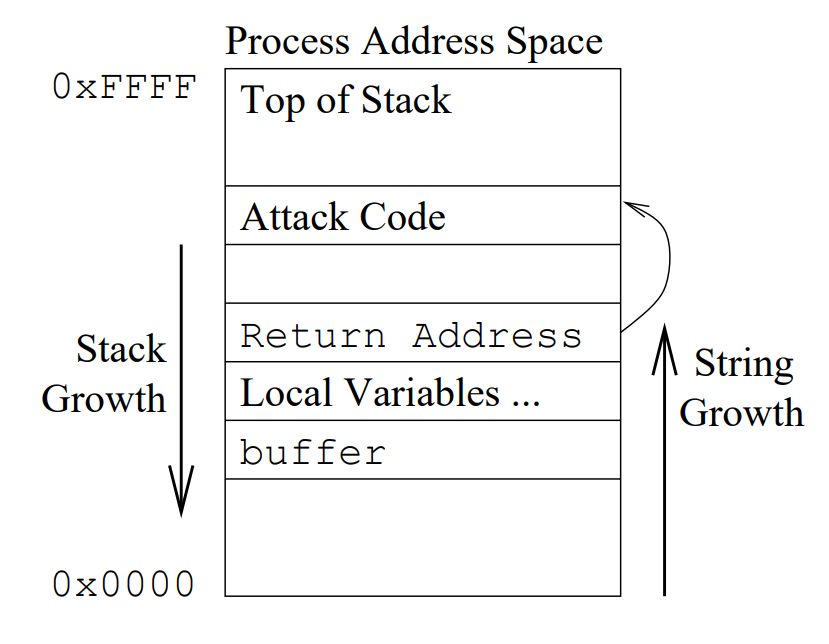 Process Address Space
0xFFFF
Top of Stack
Attack Code
Return Address
Stack
Growth
Local Variables ...
String
Growth
buffer
0x0000